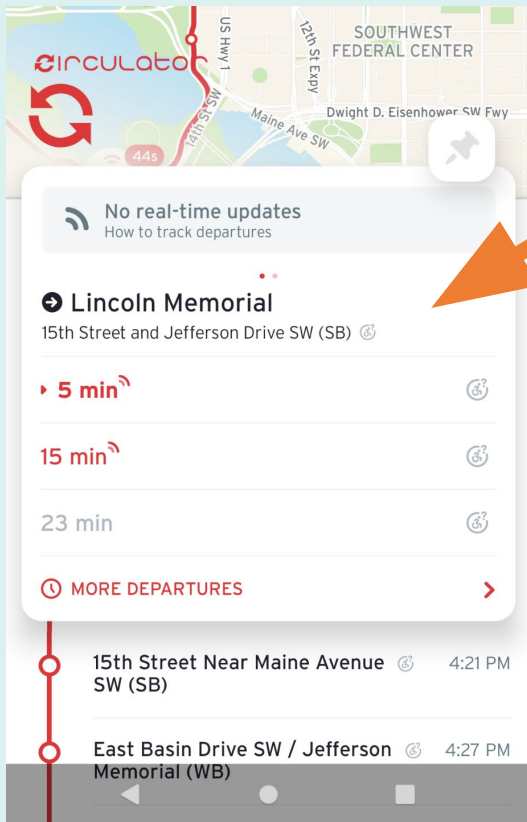 circulator
US Hwy 1
12th St Expy
SOUTHWEST
FEDERAL CENTER
Dwight D. Eisenhower SW Fwy
Maine Ave SW
14th St SW
44s
No real-time updates
How to track departures
Lincoln Memorial
15th Street and Jefferson Drive SW (SB)
5 min
15 min
23 min
MORE DEPARTURES
15th Street Near Maine Avenue 4:21 PM
SW (SB)
East Basin Drive SW / Jefferson 4:27 PM
Memorial (WB)